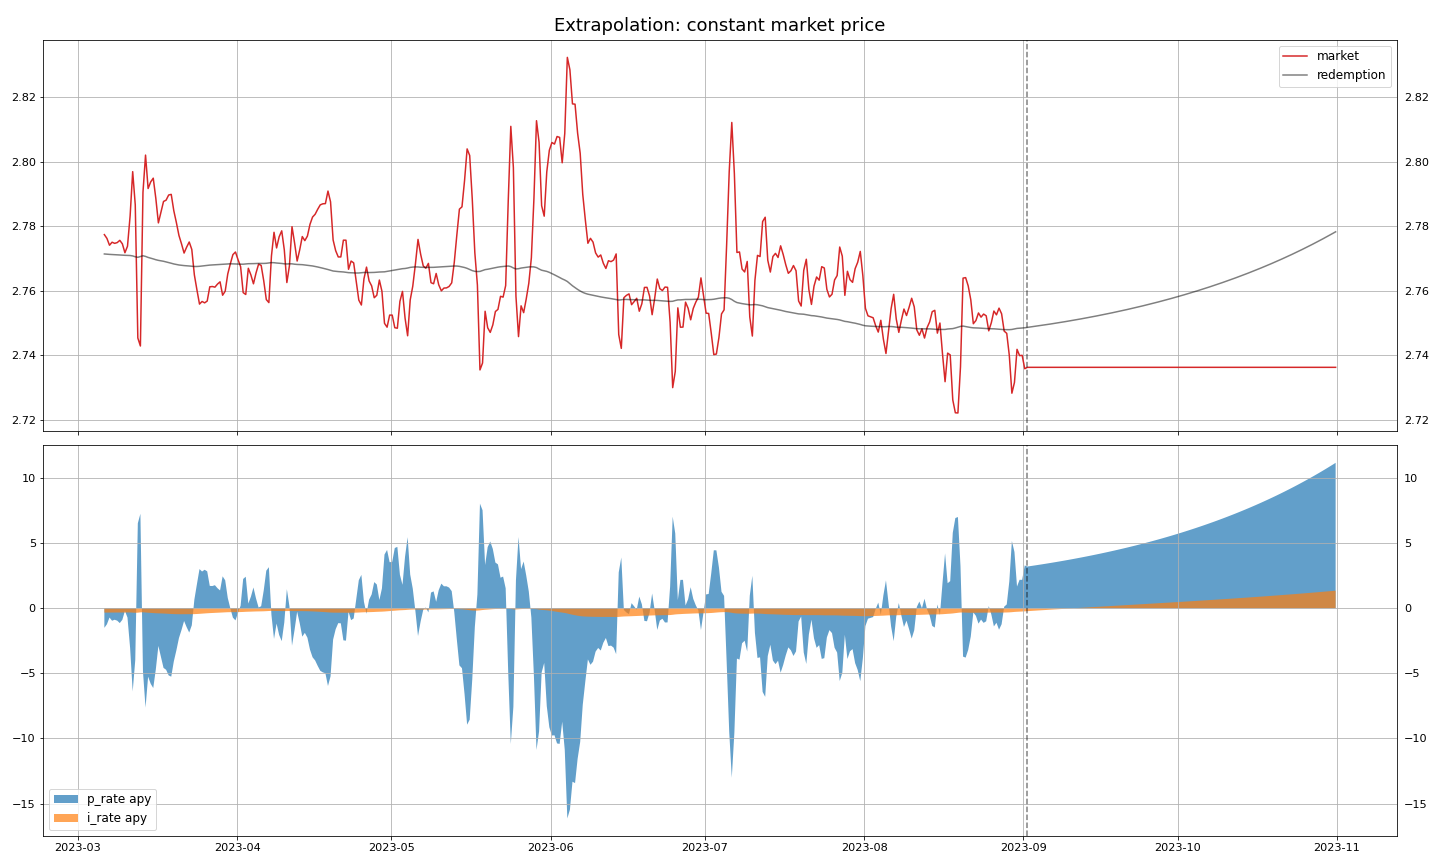 Extrapolation: constant market price
market
redemption
2.82 2.82
2.80 2.80
2.78 2.78
2.76 2.76
2.74 2.74
2.72 2.72
10 10
5 5
0 0
−5 −5
−10 −10
−15 −15
p_rate apy
i_rate apy
2023-03 2023-04 2023-05 2023-06 2023-07 2023-08 2023-09 2023-10 2023-11